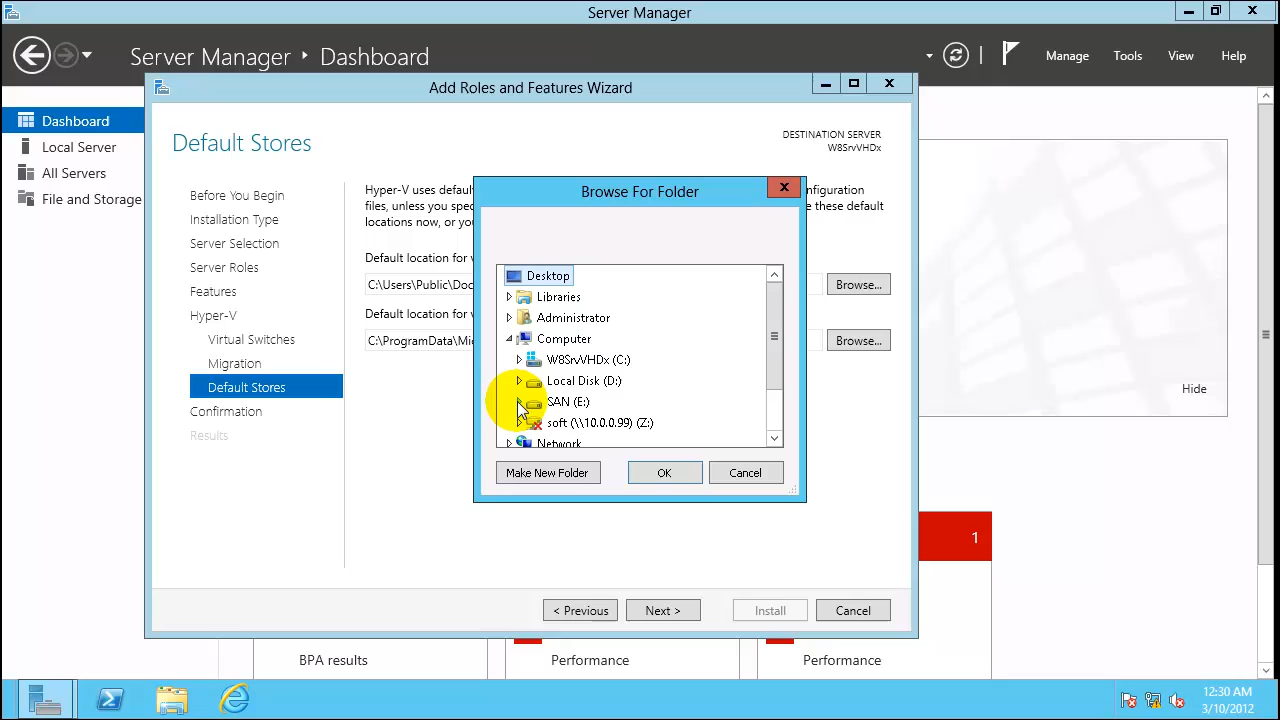 Server Manager
Server Manager ‣ Dashboard
Manage Tools View Help
Add Roles and Features Wizard
Dashboard
Local Server
All Servers
File and Storage
Default Stores
DESTINATION SERVER
W8SrvVHDx
Before You Begin
Installation Type
Server Selection
Server Roles
Features
Hyper-V
Virtual Switches
Migration
Default Stores
Confirmation
Results
Hyper-V uses default
files, unless you
locations now, or
figuration
these default
Default location for
C:\Users\Public\Doc
Browse...
Default location for
C:\ProgramData\Mic
Browse...
Browse For Folder
Desktop
Libraries
Administrator
Computer
W8SrvVHDx (C:)
Local Disk (D:)
SAN (E:)
soft (\\10.0.0.99) (Z:)
Network
Make New Folder
OK
Cancel
Hide
1
< Previous
Next >
Install
Cancel
BPA results
Performance
Performance
12:30 AM
3/10/2012